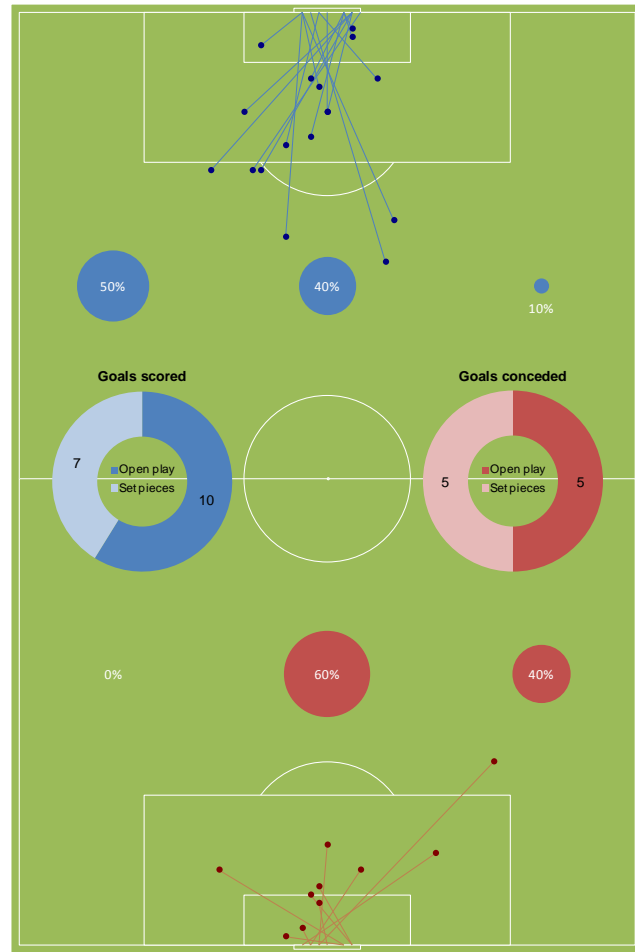 50%
40%
10%
Goals scored
Goals conceded
7
Open play
Set pieces
10
5
Open play
Set pieces
5
0%
60%
40%